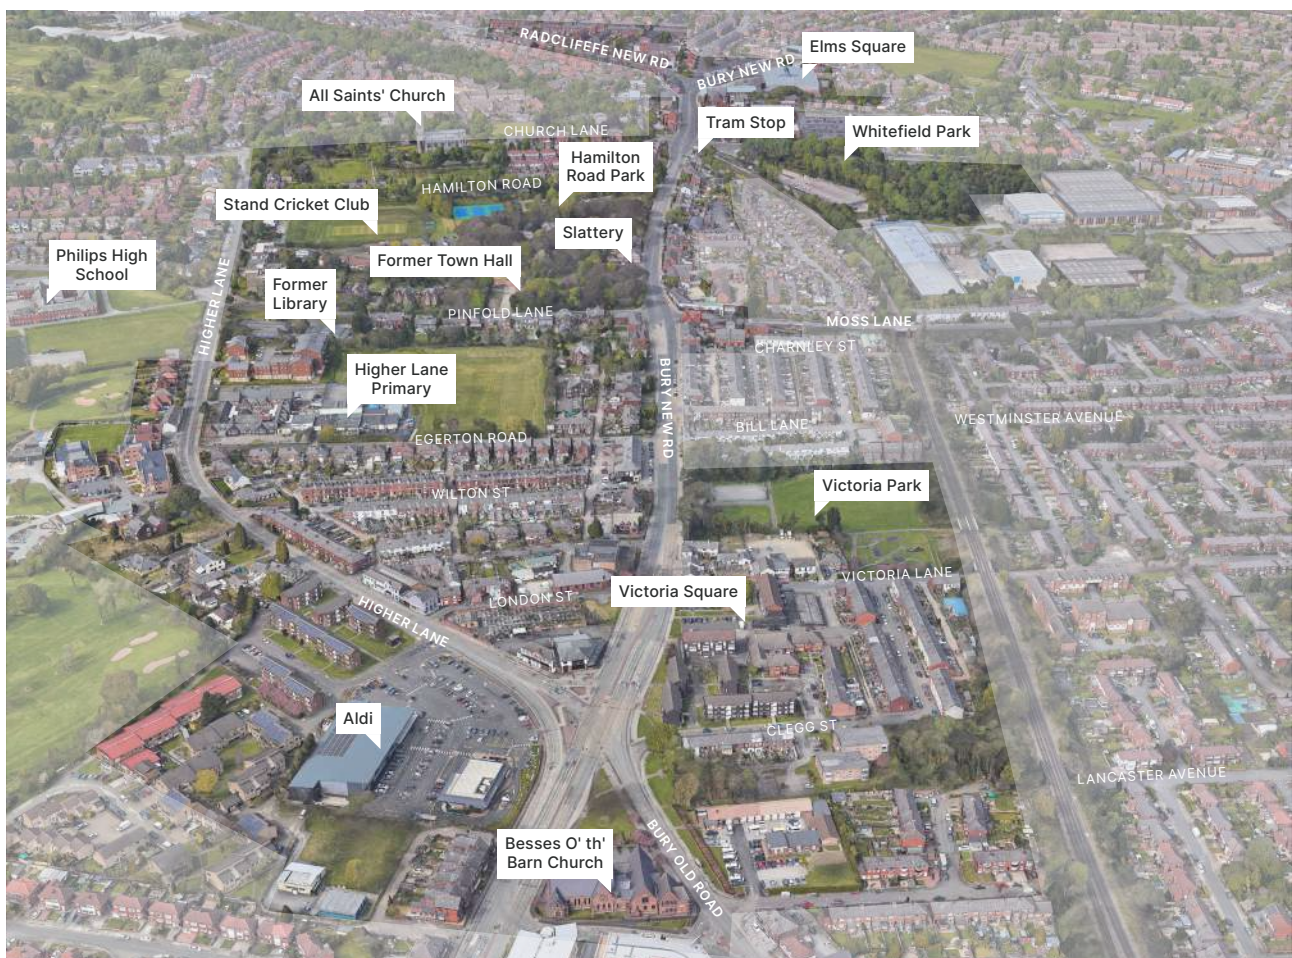 RADCLIFEFE NEW RD
BURY NEW RD
Elms Square
All Saints' Church
CHURCH LANE
Tram Stop
Whitefield Park
Hamilton
Road Park
HAMILTON ROAD
Stand Cricket Club
Slattery
Philips High
School
Former Town Hall
Former
Library
HIGHER LANE
PINFOLD LANE
MOSS LANE
CHARNLEY ST
Higher Lane
Primary
BURY NEW RD
WESTMINSTER AVENUE
BILL LANE
EGERTON ROAD
WILTON ST
Victoria Park
VICTORIA LANE
Victoria Square
LONDON ST
HIGHER LANE
Aldi
CLEGG ST
LANCASTER AVENUE
Besses O' th'
Barn Church
BURY OLD ROAD